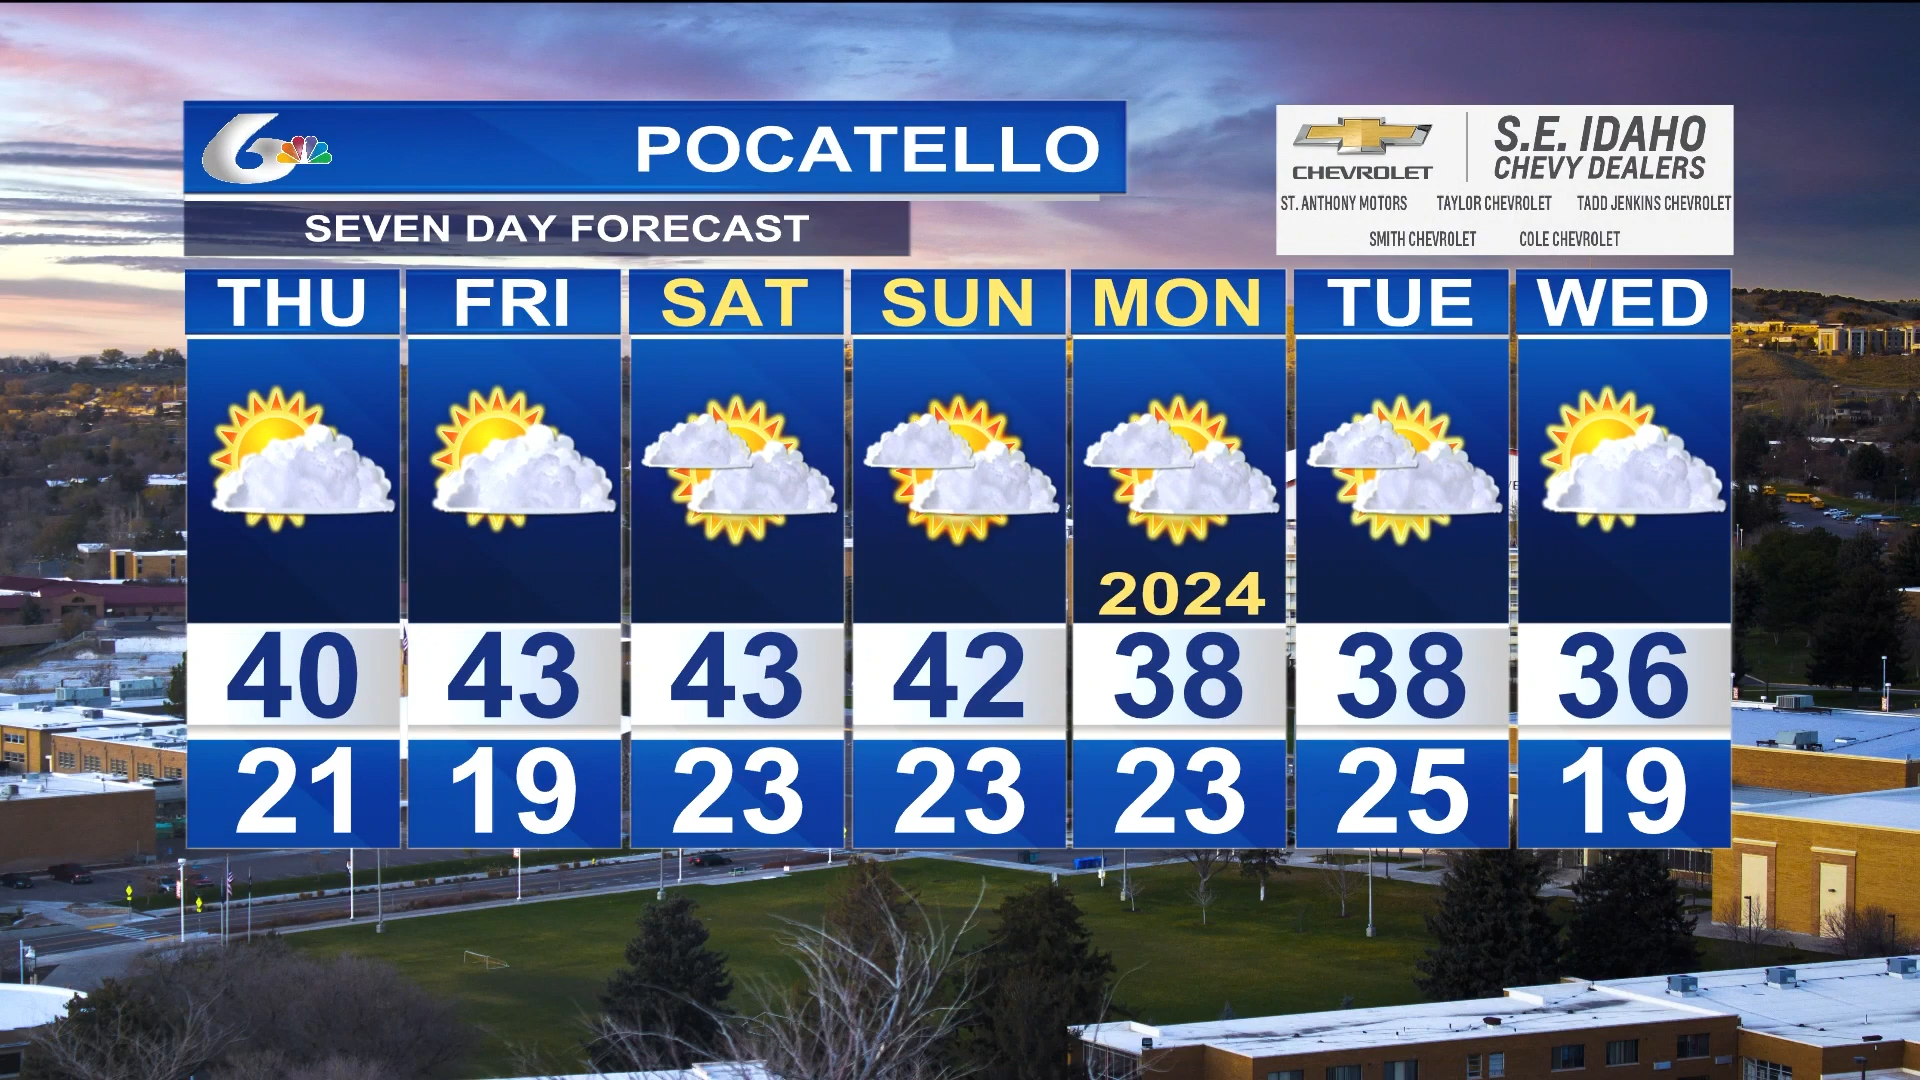 6
POCATELLO
SEVEN DAY FORECAST
CHEVROLET
S.E. IDAHO
CHEVY DEALERS
ST. ANTHONY MOTORS TAYLOR CHEVROLET TADD JENKINS CHEVROLET
SMITH CHEVROLET COLE CHEVROLET
THU FRI SAT SUN MON TUE WED
2024
40 43 43 42 38 38 36
21 19 23 23 23 25 19